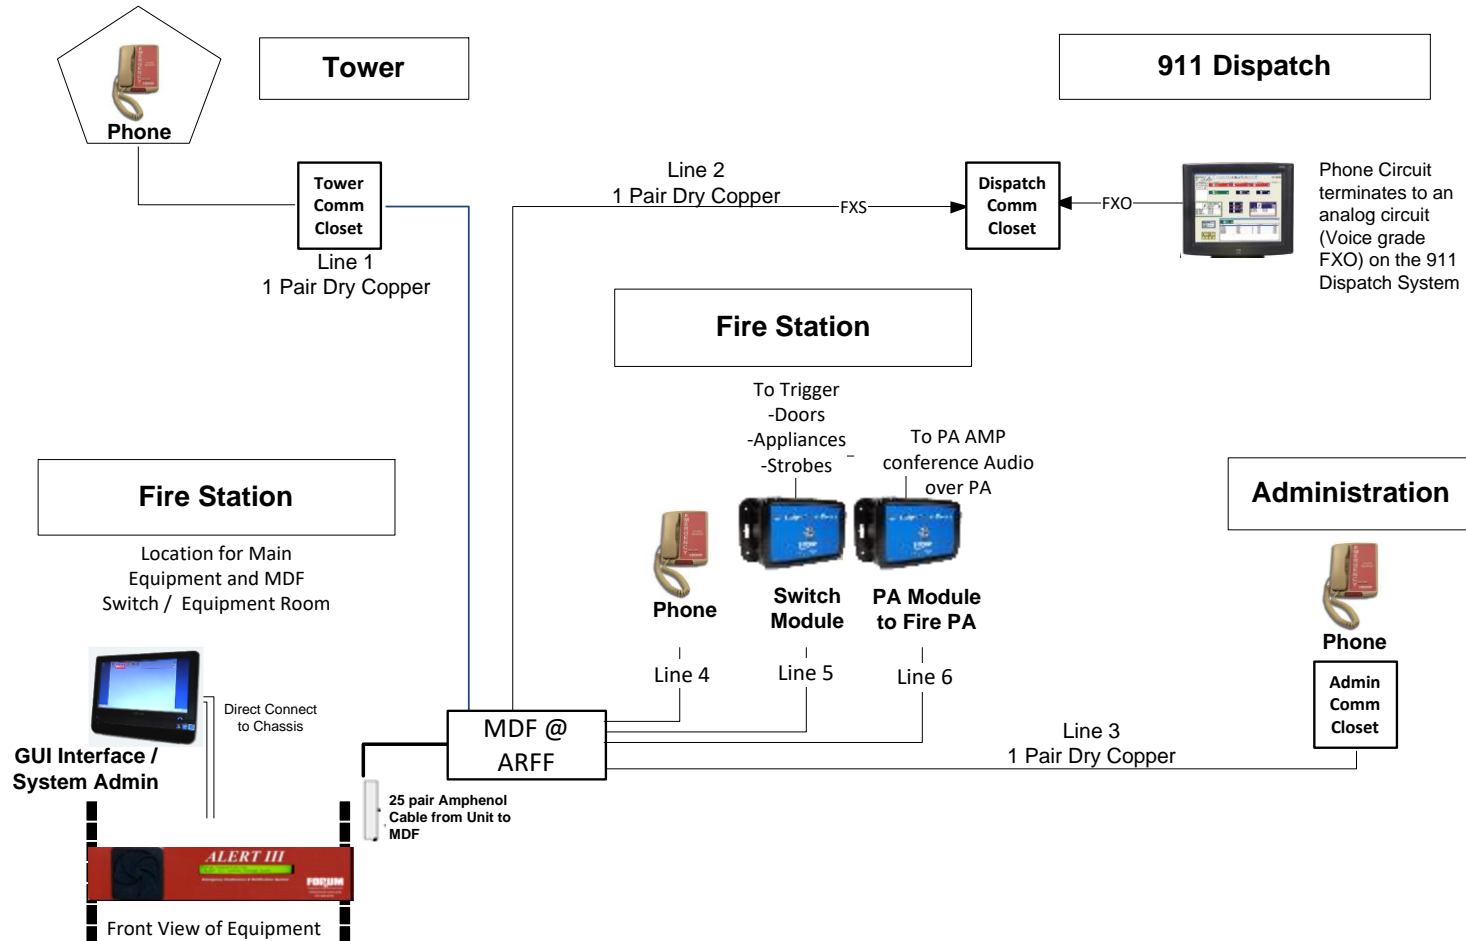 Tower
911 Dispatch
Phone
Tower
Comm
Closet
Line 1
1 Pair Dry Copper
Line 2
1 Pair Dry Copper
FXS
Dispatch
Comm
Closet
FXO
Phone Circuit
terminates to an
analog circuit
(Voice grade
FXO) on the 911
Dispatch System
Fire Station
To Trigger
-Doors
-Appliances
-Strobes
To PA AMP
conference Audio
over PA
Phone
Switch
Module
PA Module
to Fire PA
Line 4
Line 5
Line 6
Fire Station
Location for Main
Equipment and MDF
Switch / Equipment Room
Direct Connect
to Chassis
GUI Interface /
System Admin
MDF @
ARFF
25 pair Amphenol
Cable from Unit to
MDF
Administration
Phone
Admin
Comm
Closet
Line 3
1 Pair Dry Copper
ALERT III
Emergency Conference & Notification System
FORUM
Front View of Equipment